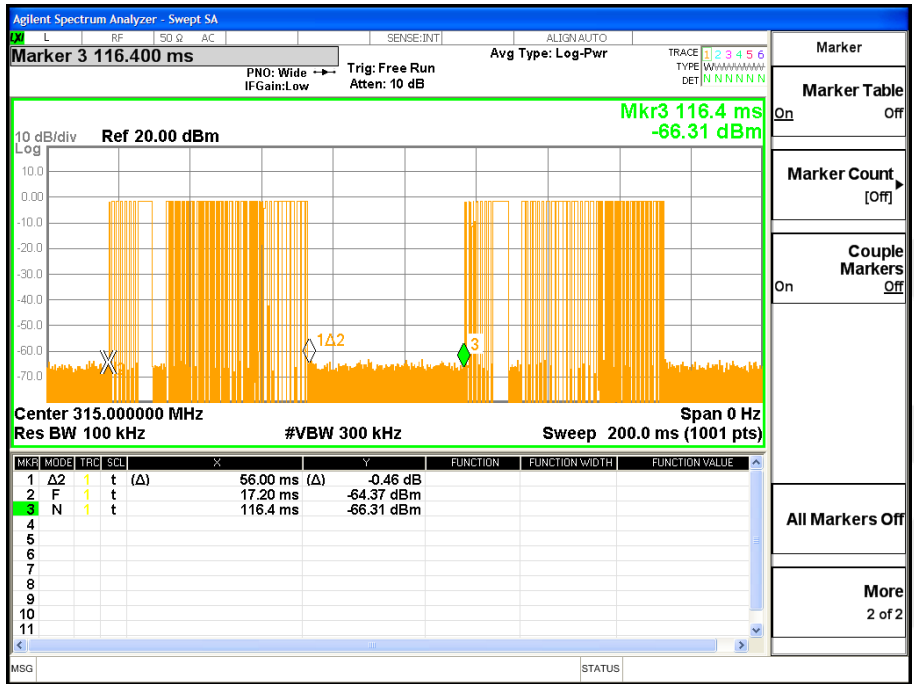 Agilent Spectrum Analyzer - Swept SA
LXI L RF 50 Ω AC SENSE:INT ALIGN AUTO
Marker 3 116.400 ms
PNO: Wide
IFGain:Low
Trig: Free Run
Atten: 10 dB
Avg Type: Log-Pwr
TRACE 1 2 3 4 5 6
TYPE
DET N N N N N N
Mkr3 116.4 ms
-66.31 dBm
10 dB/div Ref 20.00 dBm
Log
10.0
0.00
-10.0
-20.0
-30.0
-40.0
-50.0
-60.0
-70.0
1Δ2
3
Center 315.000000 MHz Span 0 Hz
Res BW 100 kHz #VBW 300 kHz Sweep 200.0 ms (1001 pts)
MKR MODE TRC SCL X Y FUNCTION FUNCTION WIDTH FUNCTION VALUE
1 Δ2 1 t (Δ) 56.00 ms (Δ) -0.46 dB
2 F 1 t 17.20 ms -64.37 dBm
3 N 1 t 116.4 ms -66.31 dBm
4
5
6
7
8
9
10
11
MSG STATUS
Marker
Marker Table
On Off
Marker Count
[Off]
Couple
Markers
On Off
All Markers Off
More
2 of 2